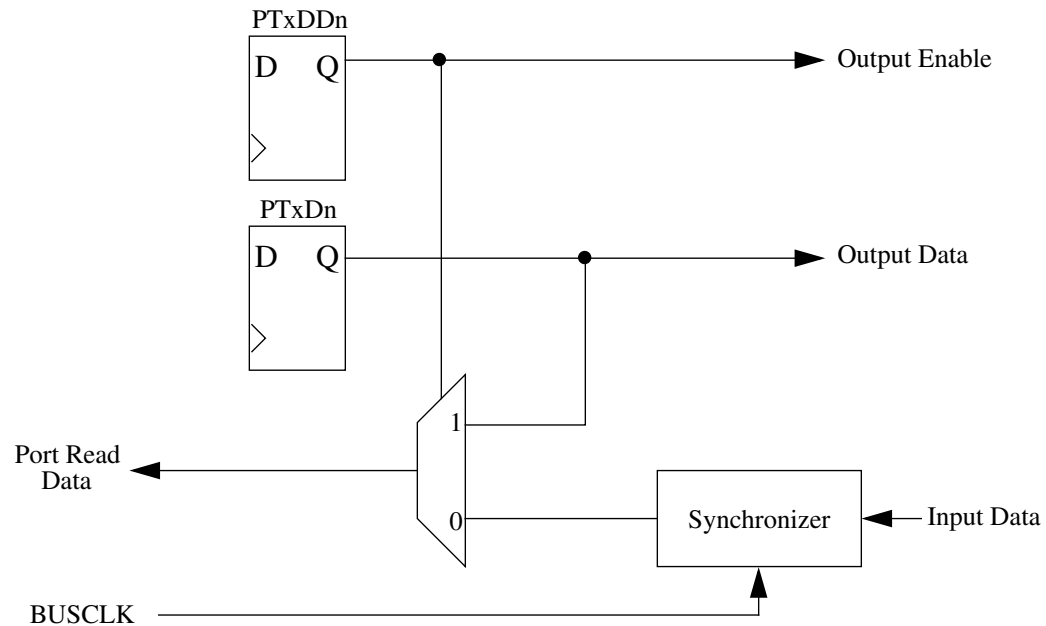 PTxDDn
D Q
Output Enable
PTxDn
D Q
Output Data
1
Port Read
Data
0
Synchronizer
Input Data
BUSCLK